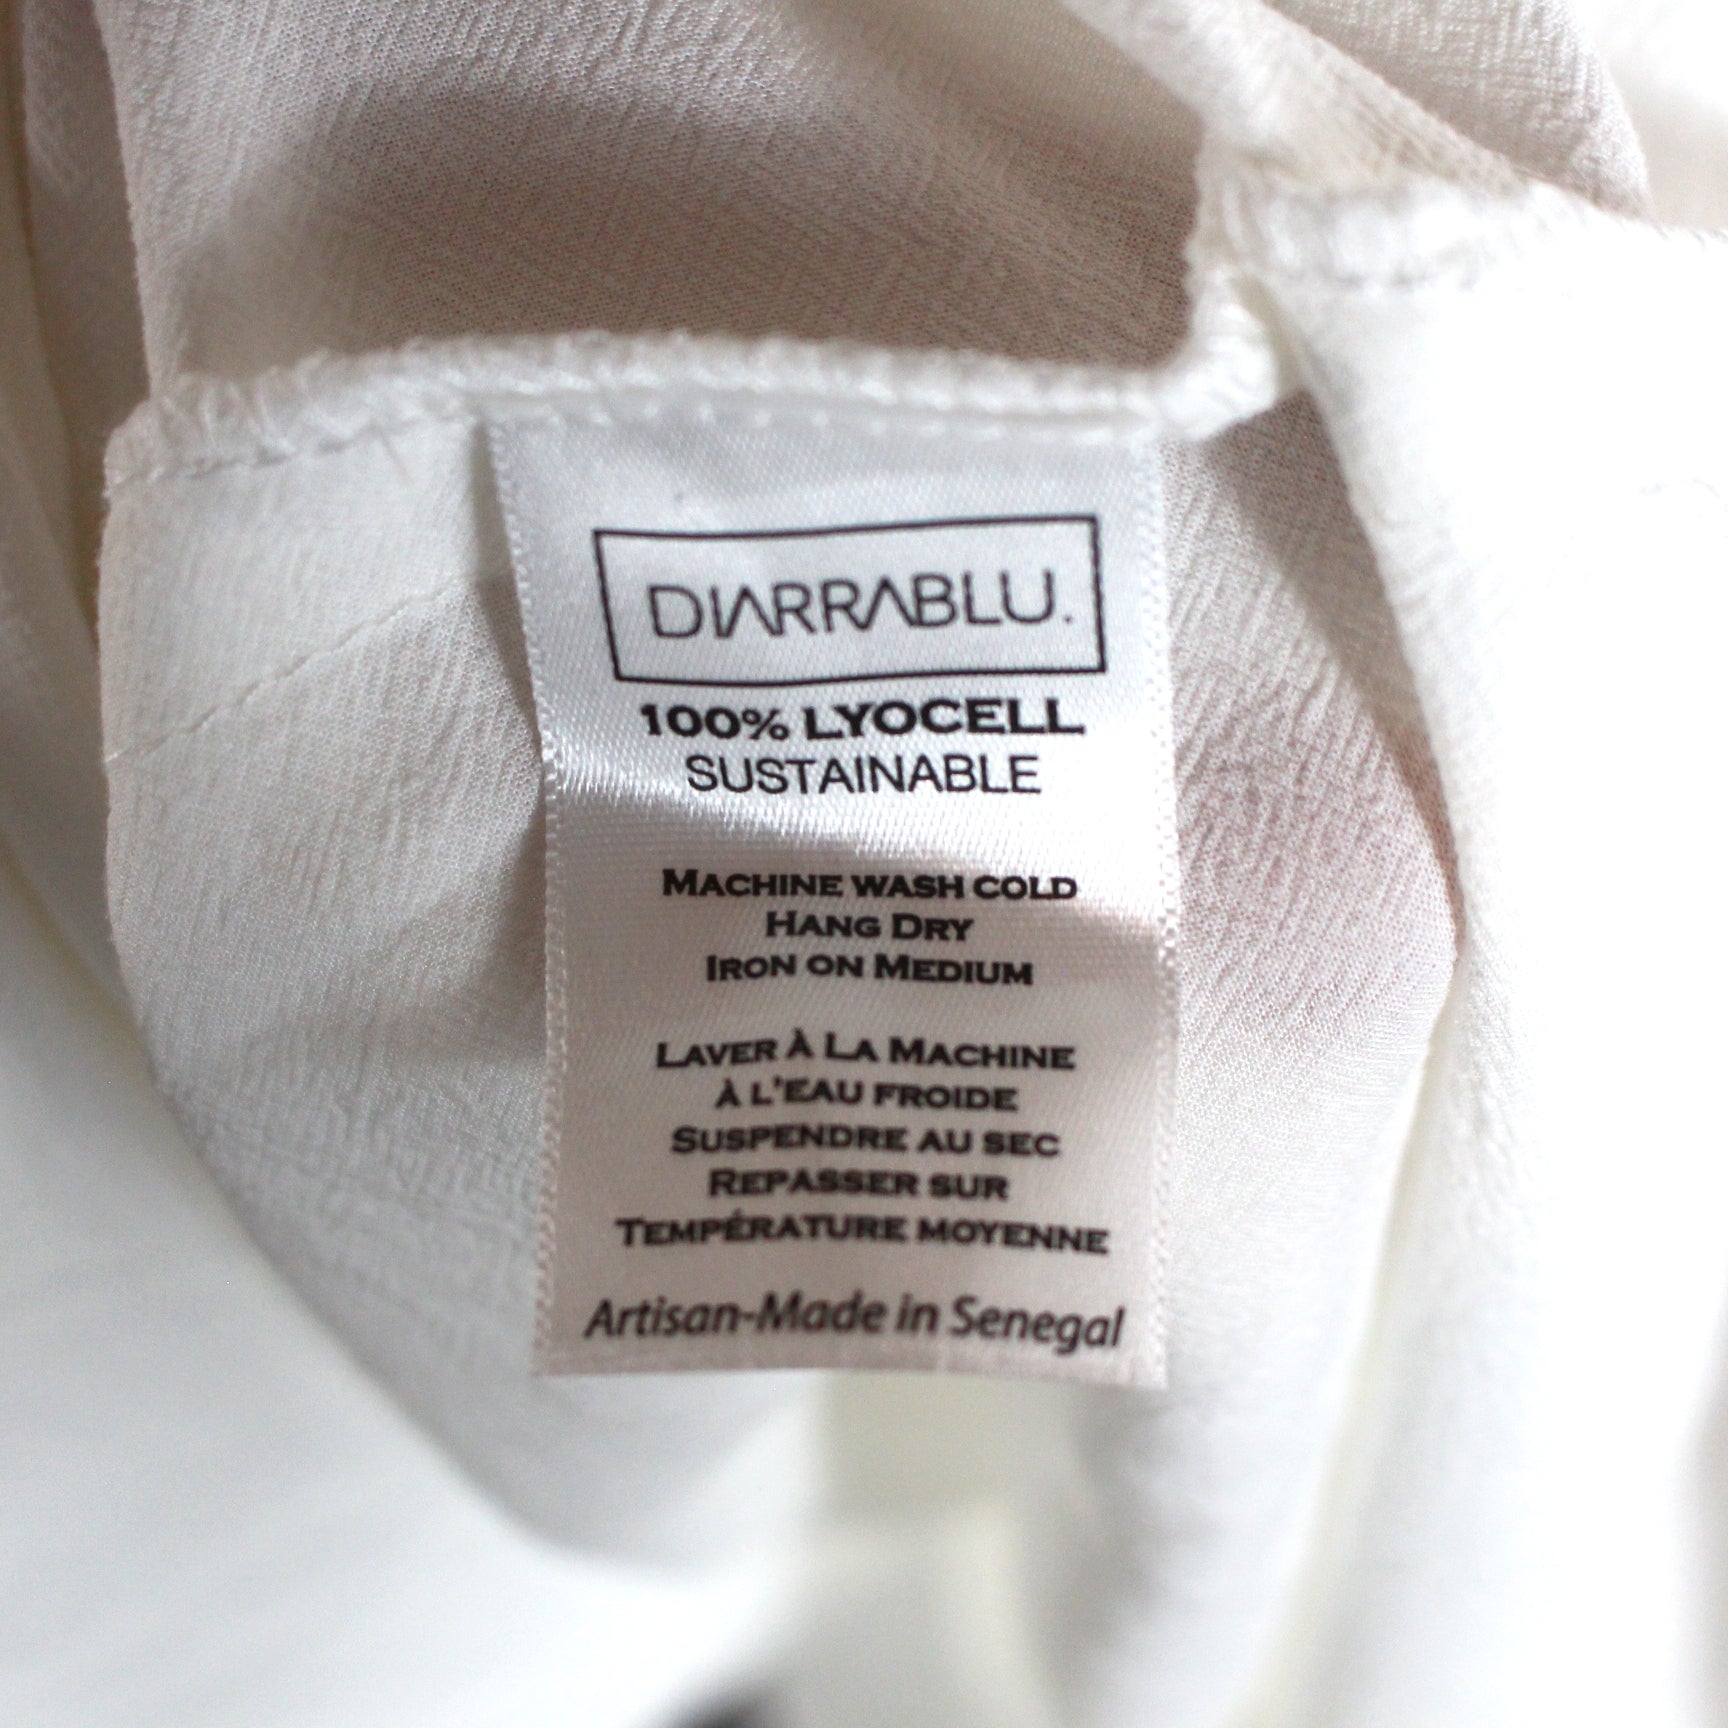 DIARRABLU.
100% LYOCELL
SUSTAINABLE
MACHINE WASH COLD
HANG DRY
IRON ON MEDIUM
LAVER À LA MACHINE
À L'EAU FROIDE
SUSPENDRE AU SEC
REPASSER SUR
TEMPÉRATURE MOYENNE
Artisan-Made in Senegal